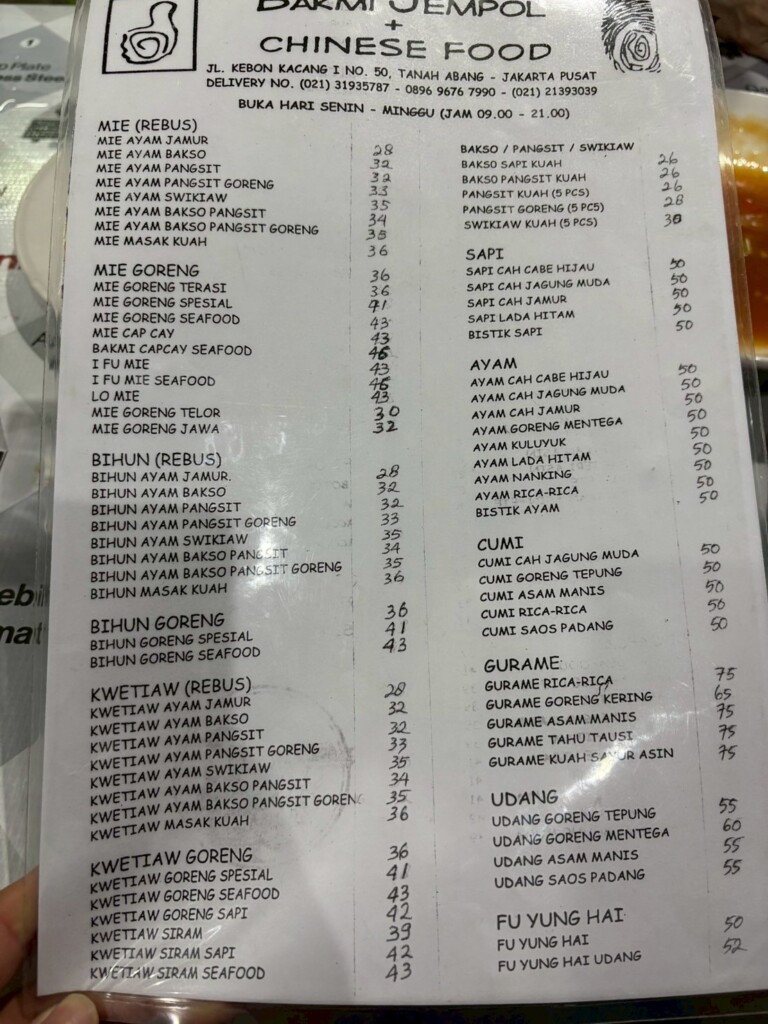 BAKMI JEMPOL
+
CHINESE FOOD
JL. KEBON KACANG I NO. 50, TANAH ABANG - JAKARTA PUSAT
DELIVERY NO. (021) 31935787 - 0896 9676 7990 - (021) 21393039
BUKA HARI SENIN - MINGGU (JAM 09.00 - 21.00)
MIE (REBUS)
MIE AYAM JAMUR 28
MIE AYAM BAKSO 32
MIE AYAM PANGSIT 32
MIE AYAM PANGSIT GORENG 33
MIE AYAM SWIKIAW 35
MIE AYAM BAKSO PANGSIT 34
MIE AYAM BAKSO PANGSIT GORENG 35
MIE MASAK KUAH 36
MIE GORENG 36
MIE GORENG TERASI 36
MIE GORENG SPESIAL 41
MIE GORENG SEAFOOD 43
MIE CAP CAY 43
BAKMI CAPCAY SEAFOOD 46
I FU MIE 43
I FU MIE SEAFOOD 46
LO MIE 43
MIE GORENG TELOR 30
MIE GORENG JAWA 32
BIHUN (REBUS)
BIHUN AYAM JAMUR. 28
BIHUN AYAM BAKSO 32
BIHUN AYAM PANGSIT 32
BIHUN AYAM PANGSIT GORENG 33
BIHUN AYAM SWIKIAW 35
BIHUN AYAM BAKSO PANGSIT 34
BIHUN AYAM BAKSO PANGSIT GORENG 35
BIHUN MASAK KUAH 36
BIHUN GORENG 36
BIHUN GORENG SPESIAL 41
BIHUN GORENG SEAFOOD 43
KWETIAW (REBUS)
KWETIAW AYAM JAMUR 28
KWETIAW AYAM BAKSO 32
KWETIAW AYAM PANGSIT 32
KWETIAW AYAM PANGSIT GORENG 33
KWETIAW AYAM SWIKIAW 35
KWETIAW AYAM BAKSO PANGSIT 34
KWETIAW AYAM BAKSO PANGSIT GORENG 35
KWETIAW MASAK KUAH 36
KWETIAW GORENG 36
KWETIAW GORENG SPESIAL 41
KWETIAW GORENG SEAFOOD 43
KWETIAW GORENG SAPI 42
KWETIAW SIRAM 39
KWETIAW SIRAM SAPI 42
KWETIAW SIRAM SEAFOOD 43
BAKSO / PANGSIT / SWIKIAW
BAKSO SAPI KUAH 26
BAKSO PANGSIT KUAH 26
PANGSIT KUAH (5 PCS) 26
PANGSIT GORENG (5 PCS) 28
SWIKIAW KUAH (5 PCS) 30
SAPI
SAPI CAH CABE HIJAU 50
SAPI CAH JAGUNG MUDA 50
SAPI CAH JAMUR 50
SAPI LADA HITAM 50
BISTIK SAPI 50
AYAM
AYAM CAH CABE HIJAU 50
AYAM CAH JAGUNG MUDA 50
AYAM CAH JAMUR 50
AYAM GORENG MENTEGA 50
AYAM KULUYUK 50
AYAM LADA HITAM 50
AYAM NANKING 50
AYAM RICA-RICA 50
BISTIK AYAM 50
CUMI
CUMI CAH JAGUNG MUDA 50
CUMI GORENG TEPUNG 50
CUMI ASAM MANIS 50
CUMI RICA-RICA 50
CUMI SAOS PADANG 50
GURAME
GURAME RICA-RICA 75
GURAME GORENG KERING 65
GURAME ASAM MANIS 75
GURAME TAHU TAUSI 75
GURAME KUAH SAYUR ASIN 75
UDANG
UDANG GORENG TEPUNG 55
UDANG GORENG MENTEGA 60
UDANG ASAM MANIS 55
UDANG SAOS PADANG 55
FU YUNG HAI
FU YUNG HAI 50
FU YUNG HAI UDANG 52